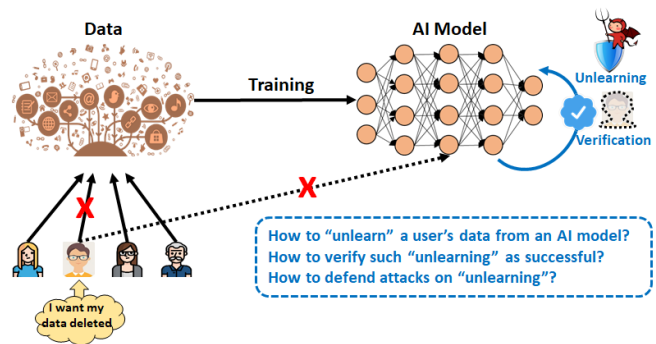 Data
AI Model
Training
Unlearning
Verification
X
X
How to “unlearn” a user’s data from an AI model?
How to verify such “unlearning” as successful?
How to defend attacks on “unlearning”?
I want my
data deleted